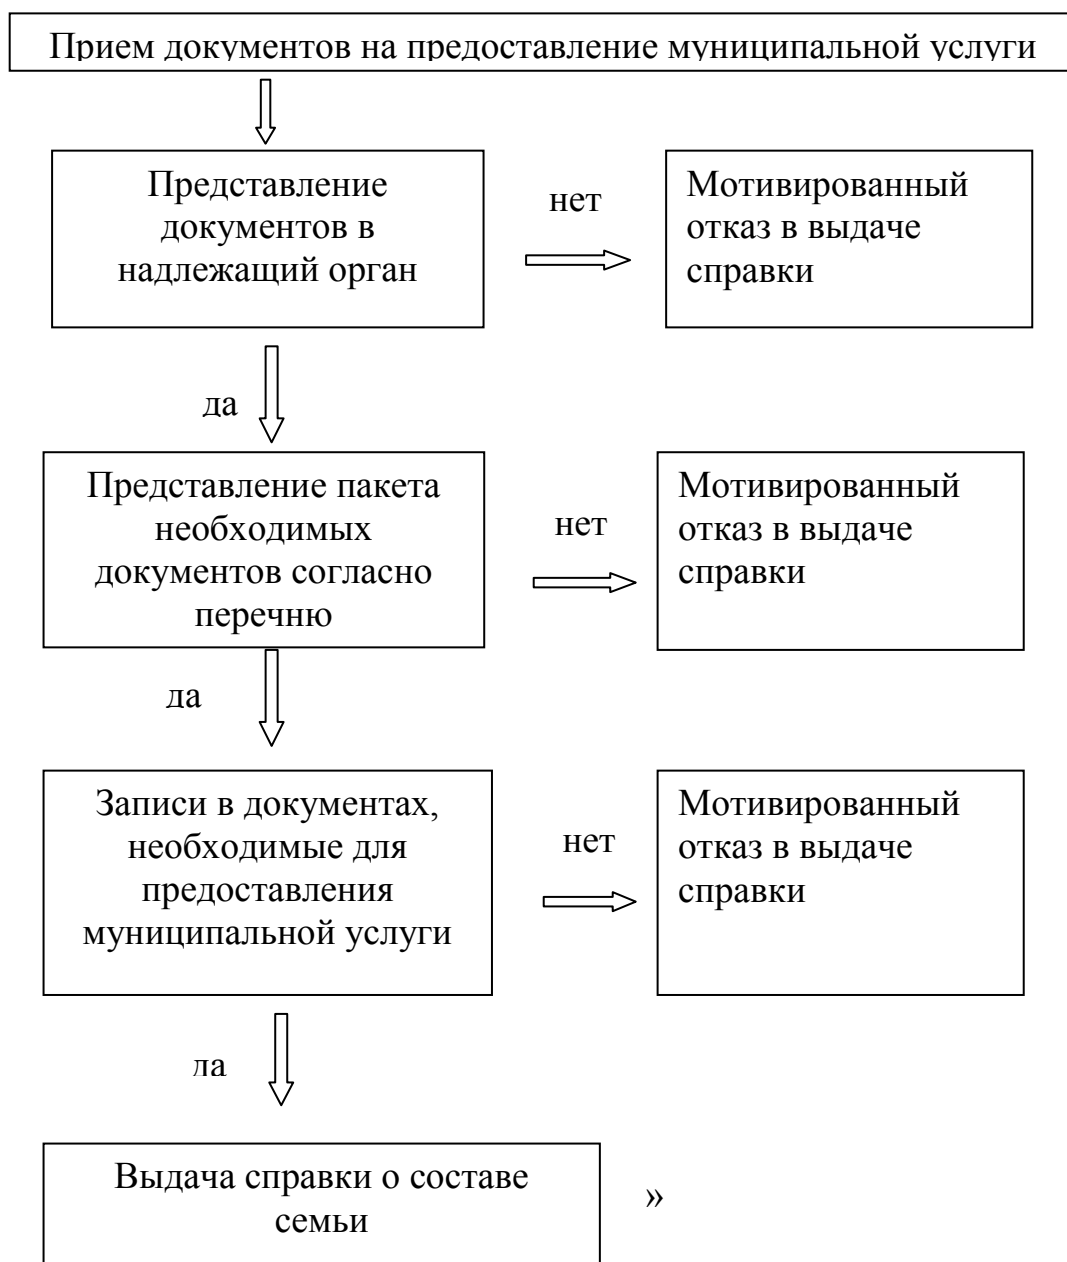 Прием документов на предоставление муниципальной услуги
Представление
документов в
надлежащий орган
нет
Мотивированный
отказ в выдаче
справки
да
Представление пакета
необходимых
документов согласно
перечню
нет
Мотивированный
отказ в выдаче
справки
да
Записи в документах,
необходимые для
предоставления
муниципальной услуги
нет
Мотивированный
отказ в выдаче
справки
да
Выдача справки о составе
семьи
»